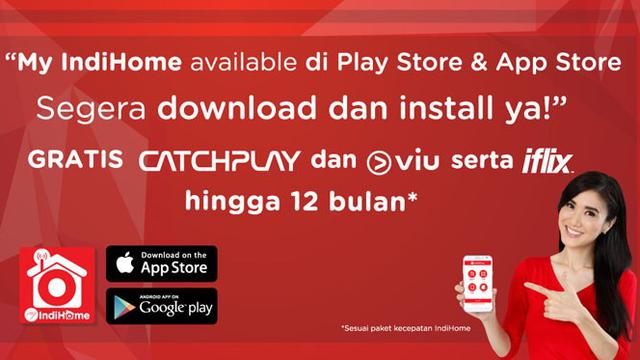 “My IndiHome available di Play Store & App Store
Segera download dan install ya!”
GRATIS CATCHPLAY dan viu serta iflix
hingga 12 bulan*
Download on the
App Store
ANDROID APP ON
Google play
IndiHome
*Sesuai paket kecepatan IndiHome